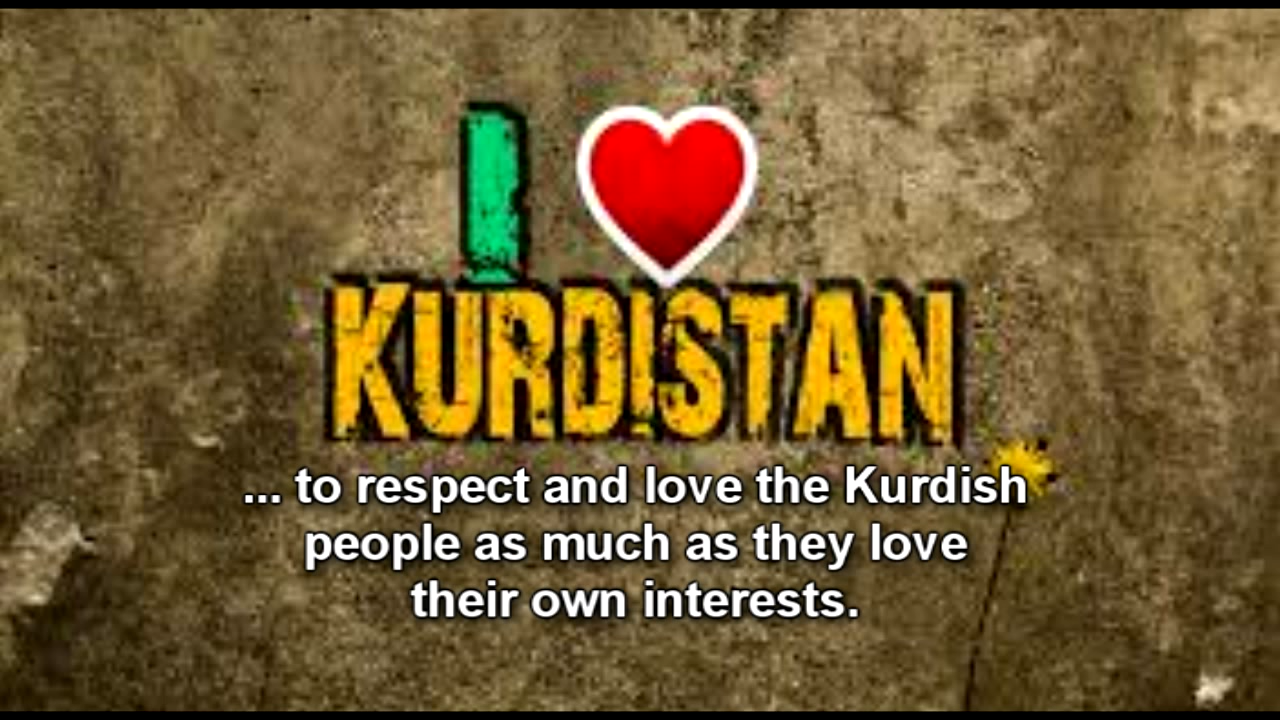 I ❤
KURDISTAN
... to respect and love the Kurdish
people as much as they love
their own interests.